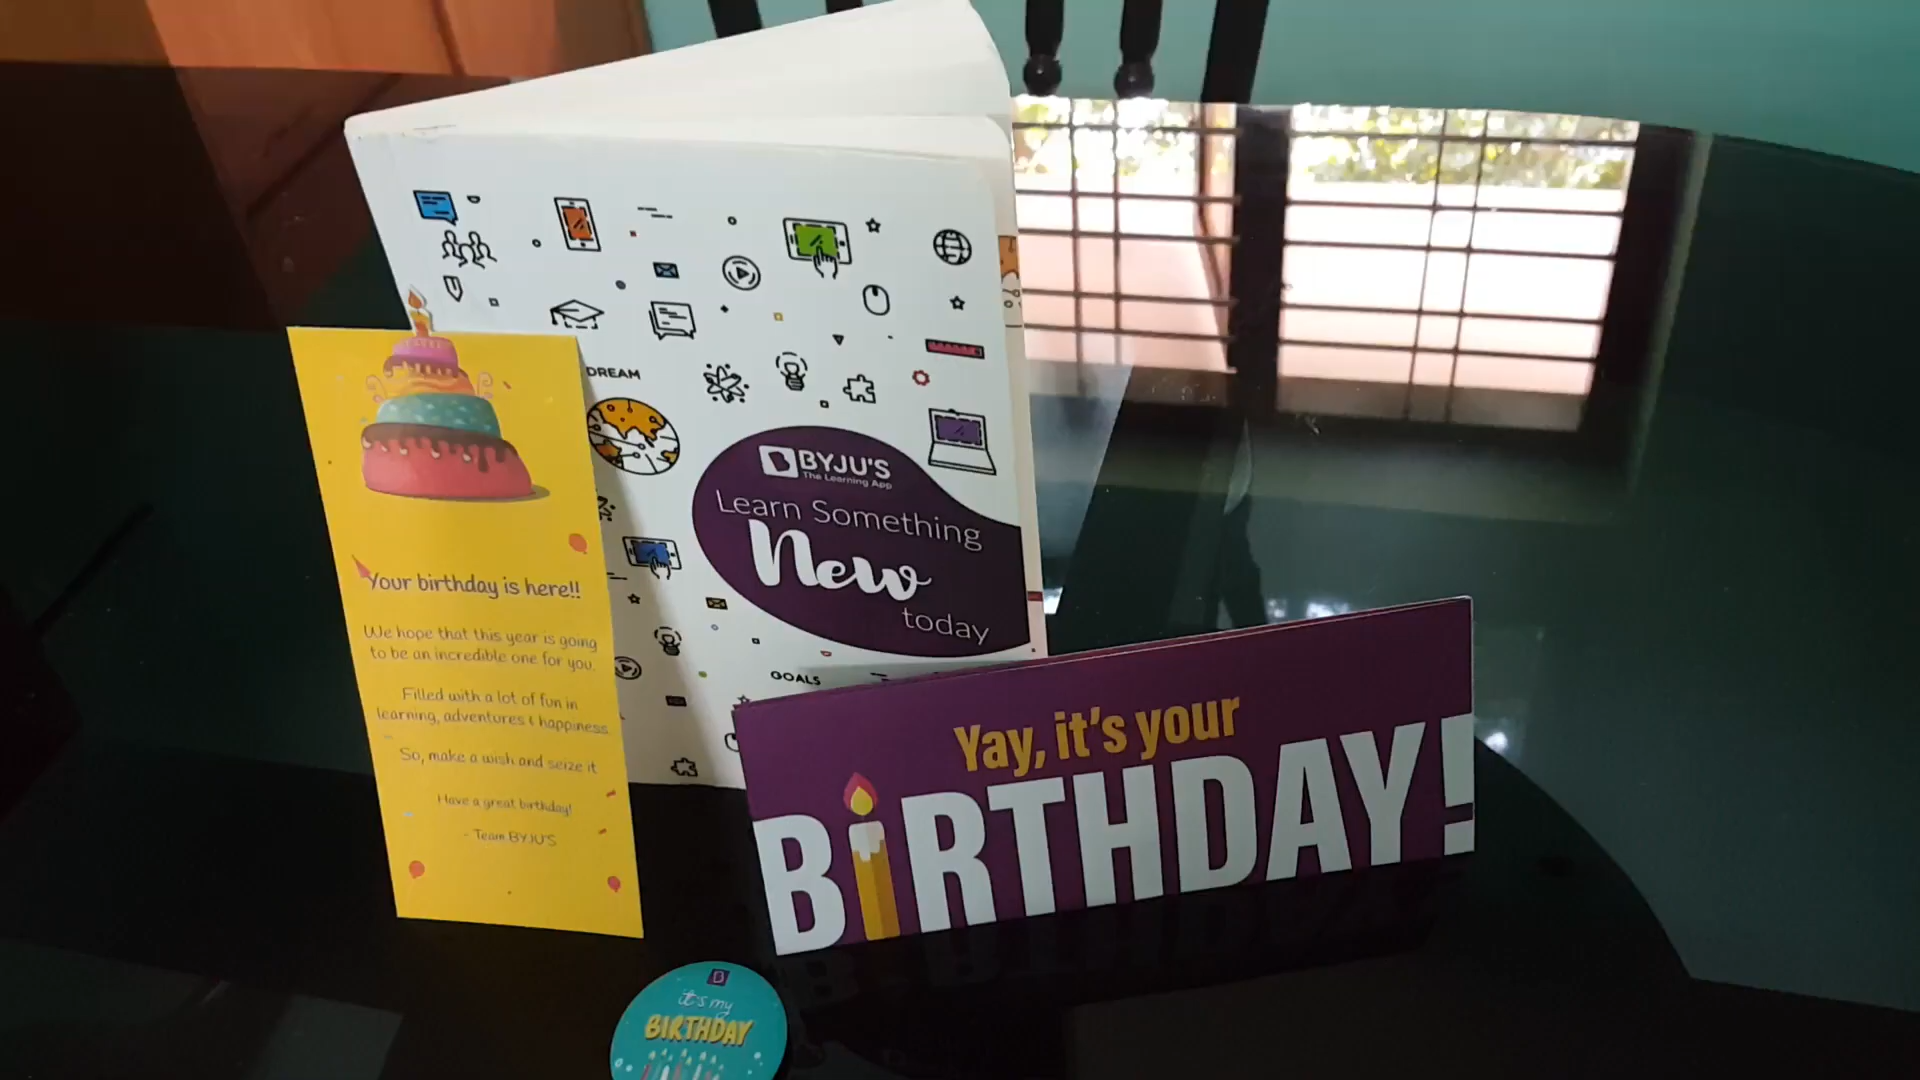 DREAM
BYJU'S
The Learning App
Learn Something
New
today
GOALS
Your birthday is here!!
We hope that this year is going
to be an incredible one for you.
Filled with a lot of fun in
learning, adventures & happiness.
So, make a wish and seize it
Have a great birthday!
- Team BYJU'S
Yay, it's your
BiRTHDAY!
it's my
BIRTHDAY